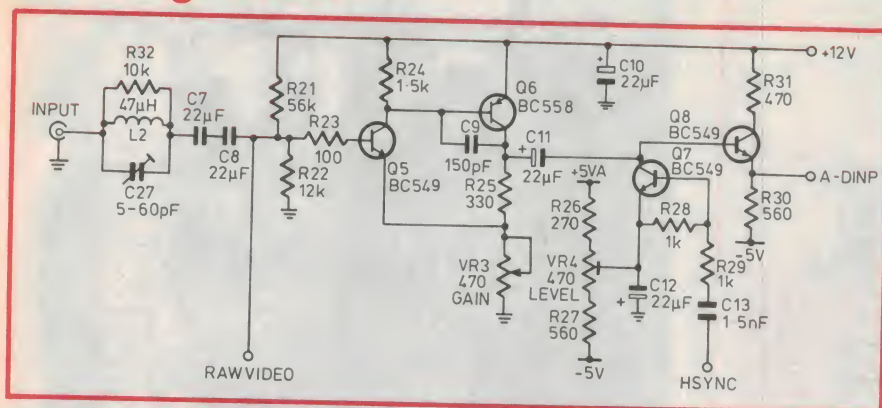 R32
10k
47μH
L2
C27
5-60pF
INPUT
C7
22μF
C8
22μF
R21
56k
R23
100
R22
12k
R24
1·5k
Q5
BC549
Q6
BC558
C9
150pF
R25
330
C11
22μF
+
C10
22μF
+
+12V
R31
470
Q8
BC549
Q7
BC549
A-DINP
R30
560
-5V
+5VA
R26
270
VR4
470
LEVEL
R27
560
-5V
R28
1k
C12
22μF
+
R29
1k
C13
1·5nF
VR3
470
GAIN
RAW VIDEO
HSYNC